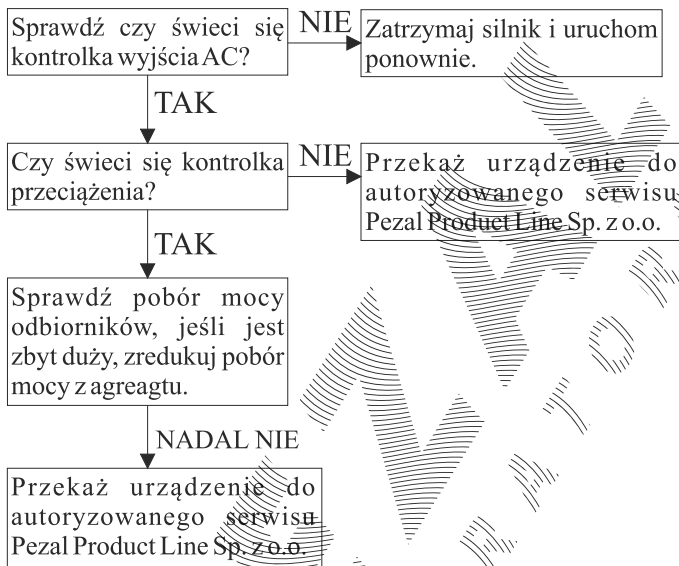 Sprawdź czy świeci się
kontrolka wyjścia AC?
NIE
Zatrzymaj silnik i uruchom
ponownie.
TAK
Czy świeci się kontrolka
przeciążenia?
NIE
Przekaż urządzenie do
autoryzowanego serwisu
Pezal Product Line Sp. z o.o.
TAK
Sprawdź pobór mocy
odbiorników, jeśli jest
zbyt duży, zredukuj pobór
mocy z agreagtu.
NADAL NIE
Przekaż urządzenie do
autoryzowanego serwisu
Pezal Product Line Sp. z o.o.